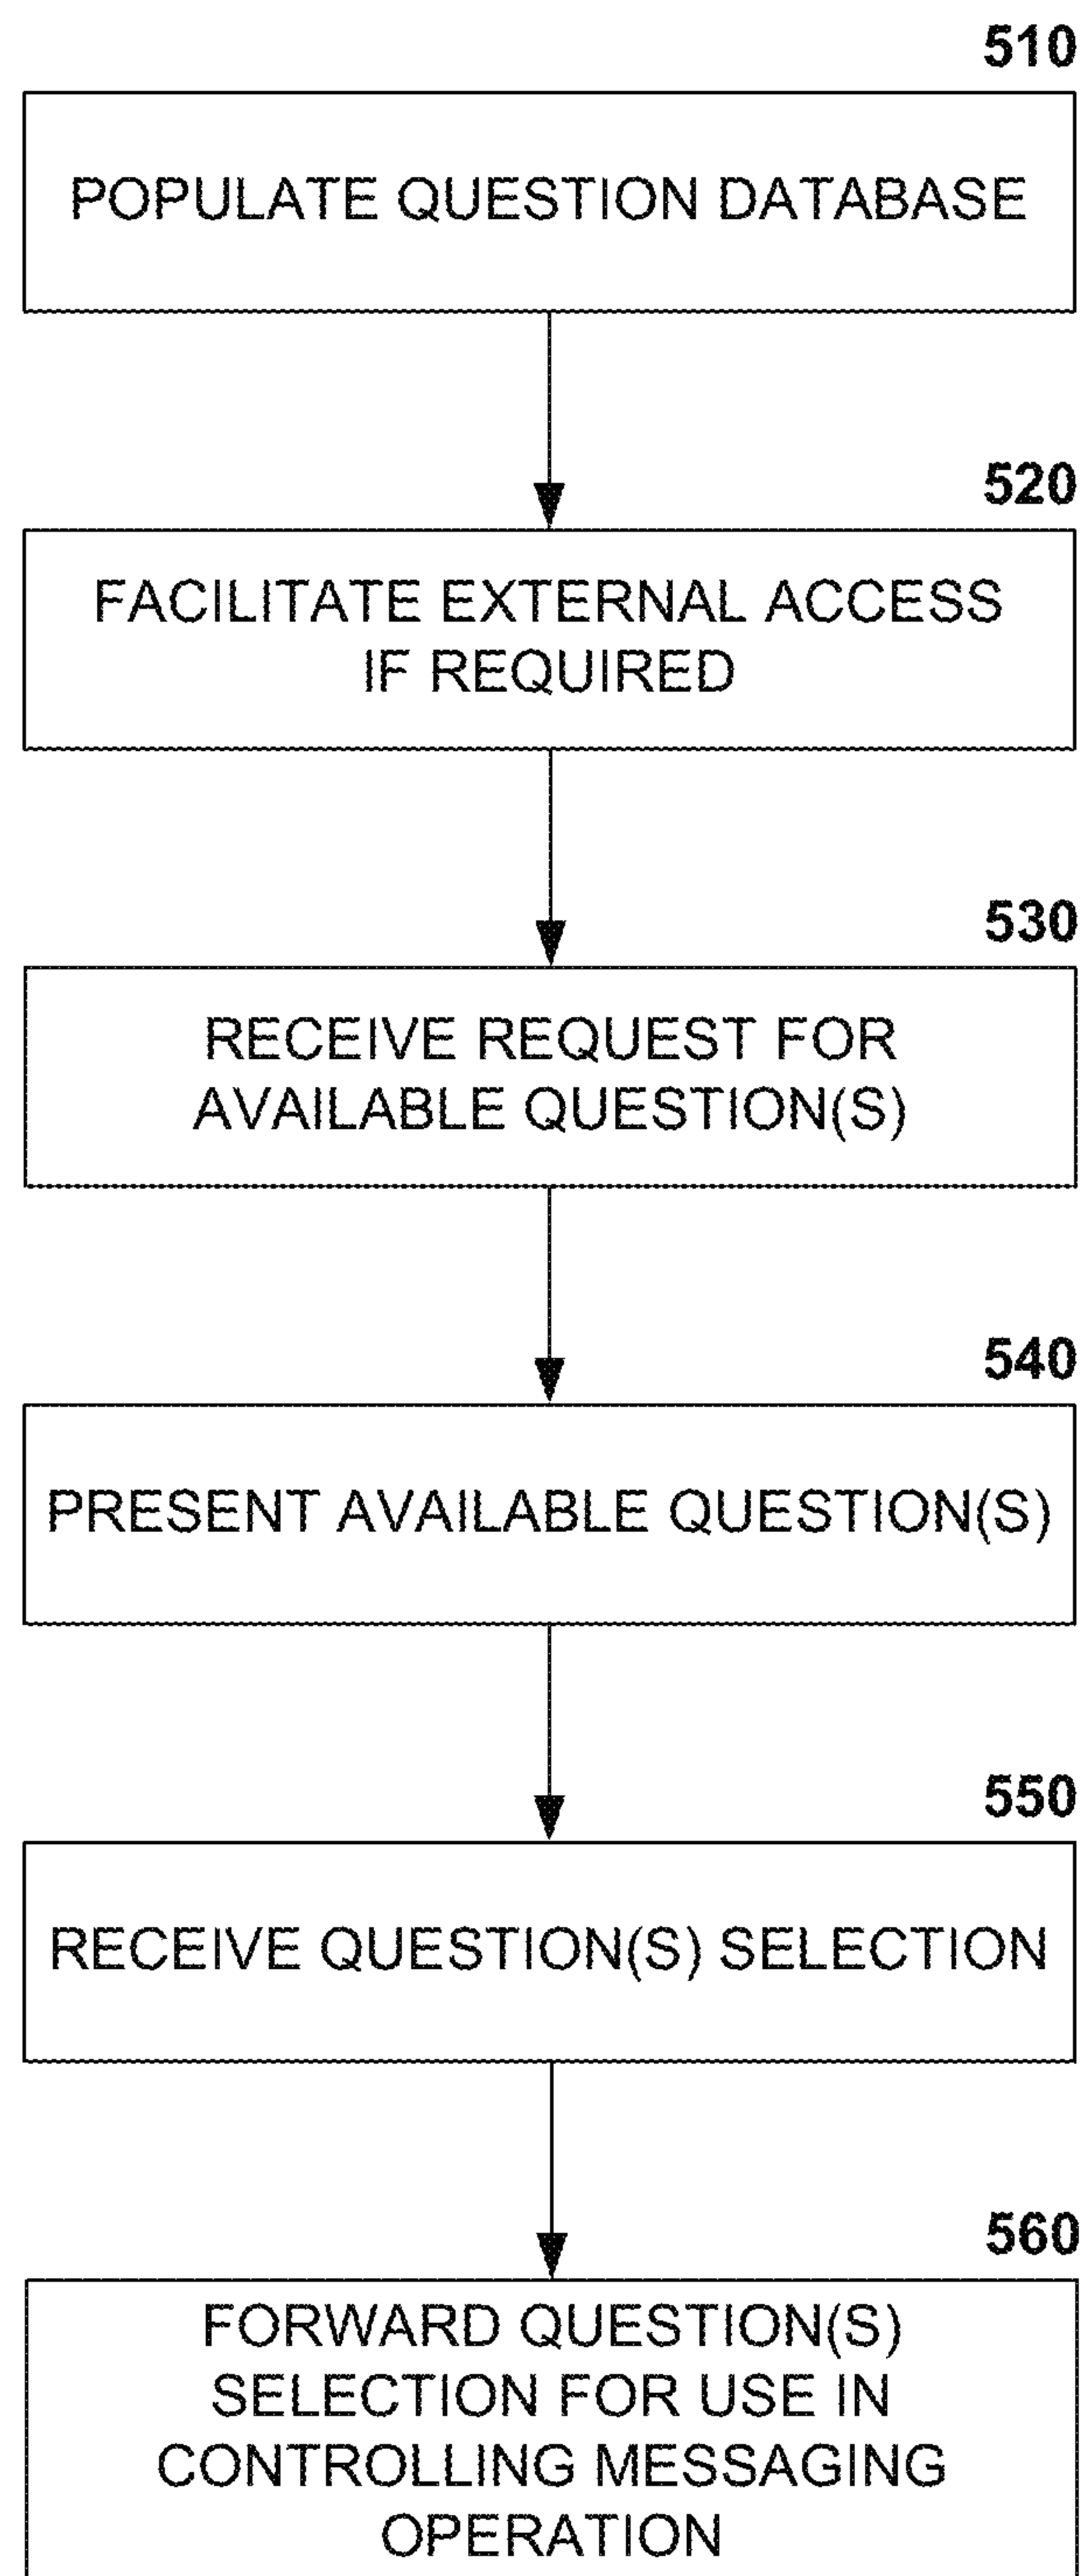 510
POPULATE QUESTION DATABASE
520
FACILITATE EXTERNAL ACCESS
IF REQUIRED
530
RECEIVE REQUEST FOR
AVAILABLE QUESTION(S)
540
PRESENT AVAILABLE QUESTION(S)
550
RECEIVE QUESTION(S) SELECTION
560
FORWARD QUESTION(S)
SELECTION FOR USE IN
CONTROLLING MESSAGING
OPERATION